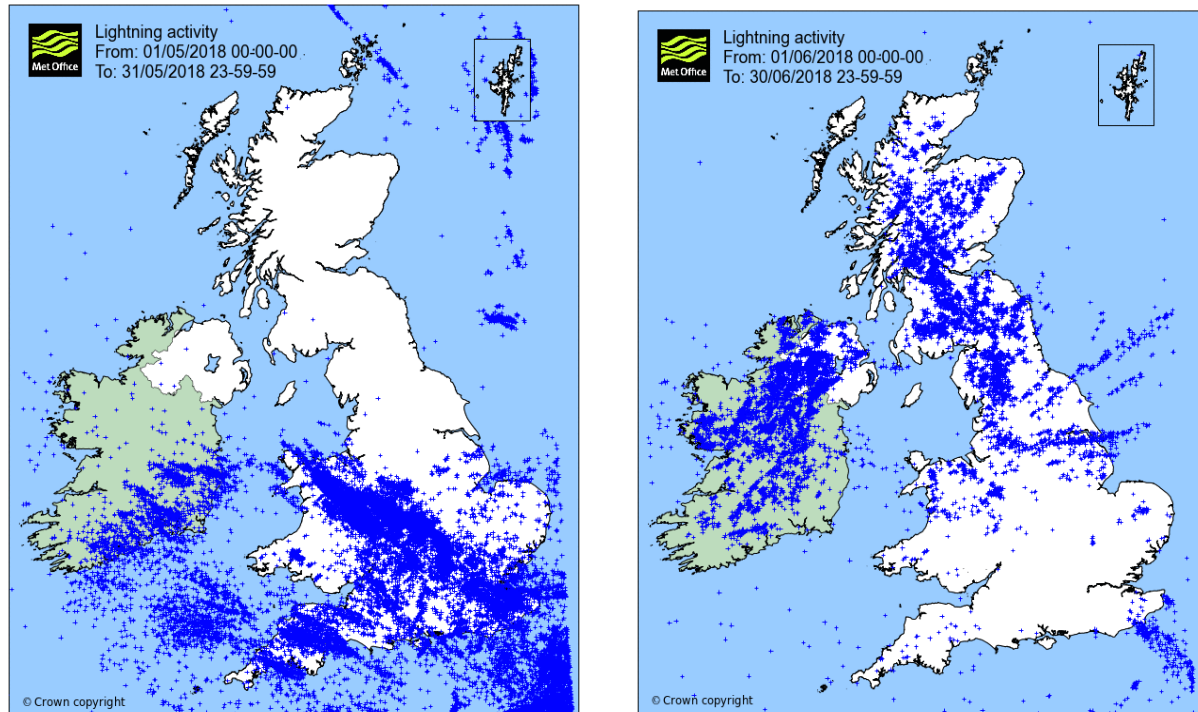 Met Office
Lightning activity
From: 01/05/2018 00-00-00
To: 31/05/2018 23-59-59
© Crown copyright
Met Office
Lightning activity
From: 01/06/2018 00-00-00
To: 30/06/2018 23-59-59
© Crown copyright